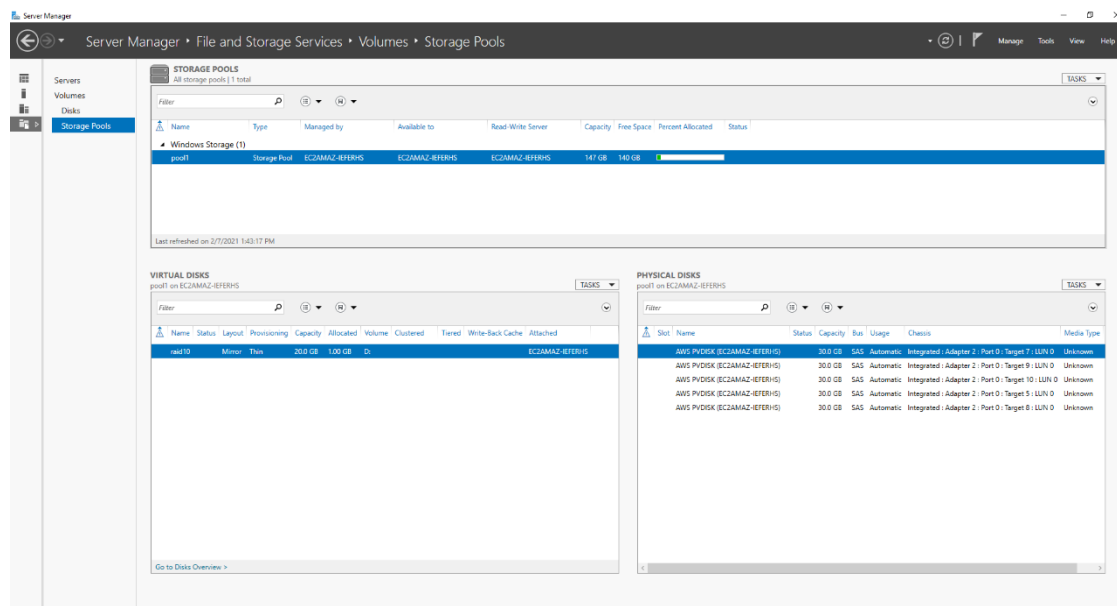 Server Manager
Server Manager ‣ File and Storage Services ‣ Volumes ‣ Storage Pools
Manage Tools View Help
Servers
Volumes
Disks
Storage Pools
STORAGE POOLS
All storage pools | 1 total
TASKS
Filter
Name Type Managed by Available to Read-Write Server Capacity Free Space Percent Allocated Status
Windows Storage (1)
pool1 Storage Pool EC2AMAZ-IEFERHS EC2AMAZ-IEFERHS EC2AMAZ-IEFERHS 147 GB 140 GB
Last refreshed on 2/7/2021 1:43:17 PM
VIRTUAL DISKS
pool1 on EC2AMAZ-IEFERHS
TASKS
Filter
Name Status Layout Provisioning Capacity Allocated Volume Clustered Tiered Write-Back Cache Attached
raid10 Mirror Thin 20.0 GB 1.00 GB D: EC2AMAZ-IEFERHS
Go to Disks Overview >
PHYSICAL DISKS
pool1 on EC2AMAZ-IEFERHS
TASKS
Filter
Slot Name Status Capacity Bus Usage Chassis Media Type
AWS PVDISK (EC2AMAZ-IEFERHS) 30.0 GB SAS Automatic Integrated : Adapter 2 : Port 0 : Target 7 : LUN 0 Unknown
AWS PVDISK (EC2AMAZ-IEFERHS) 30.0 GB SAS Automatic Integrated : Adapter 2 : Port 0 : Target 9 : LUN 0 Unknown
AWS PVDISK (EC2AMAZ-IEFERHS) 30.0 GB SAS Automatic Integrated : Adapter 2 : Port 0 : Target 10 : LUN 0 Unknown
AWS PVDISK (EC2AMAZ-IEFERHS) 30.0 GB SAS Automatic Integrated : Adapter 2 : Port 0 : Target 5 : LUN 0 Unknown
AWS PVDISK (EC2AMAZ-IEFERHS) 30.0 GB SAS Automatic Integrated : Adapter 2 : Port 0 : Target 8 : LUN 0 Unknown